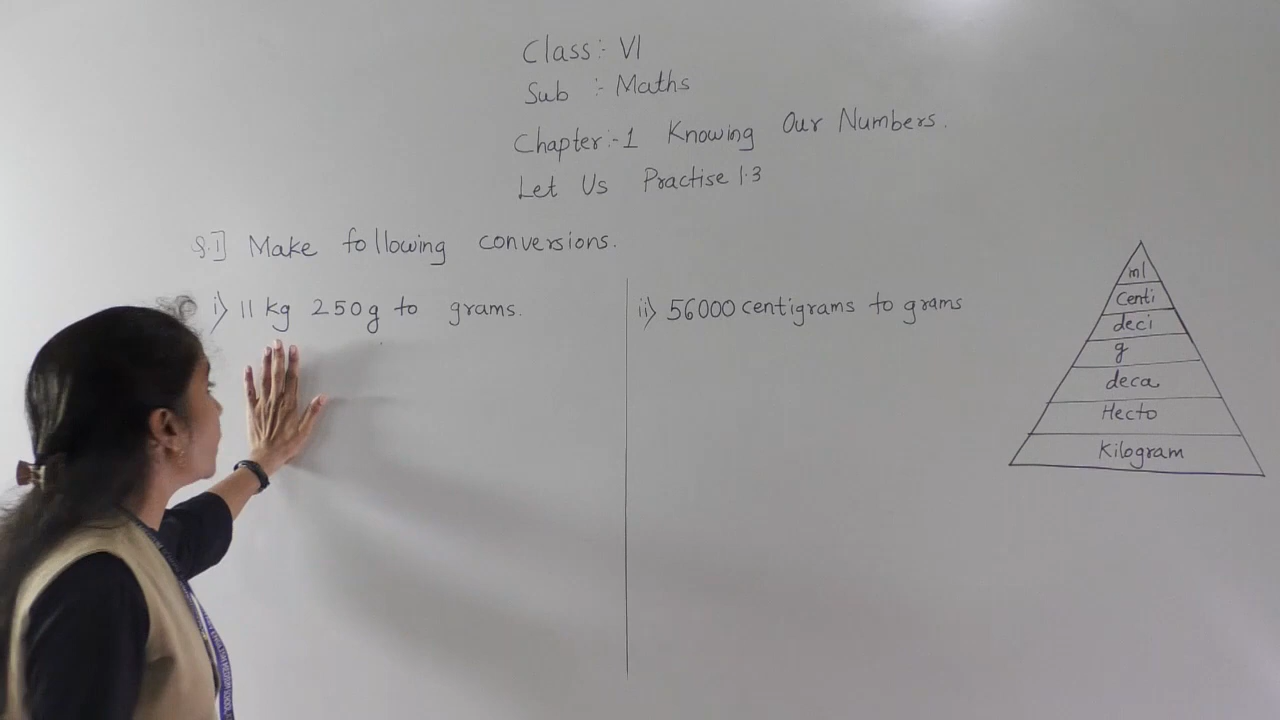 Class:- VI
Sub :- Maths
Chapter:-1 Knowing Our Numbers.
Let Us Practise 1.3
Q.1] Make following conversions.
i) 11 kg 250g to grams.
ii) 56000 centigrams to grams
ml
Centi
deci
g
deca
Hecto
Kilogram